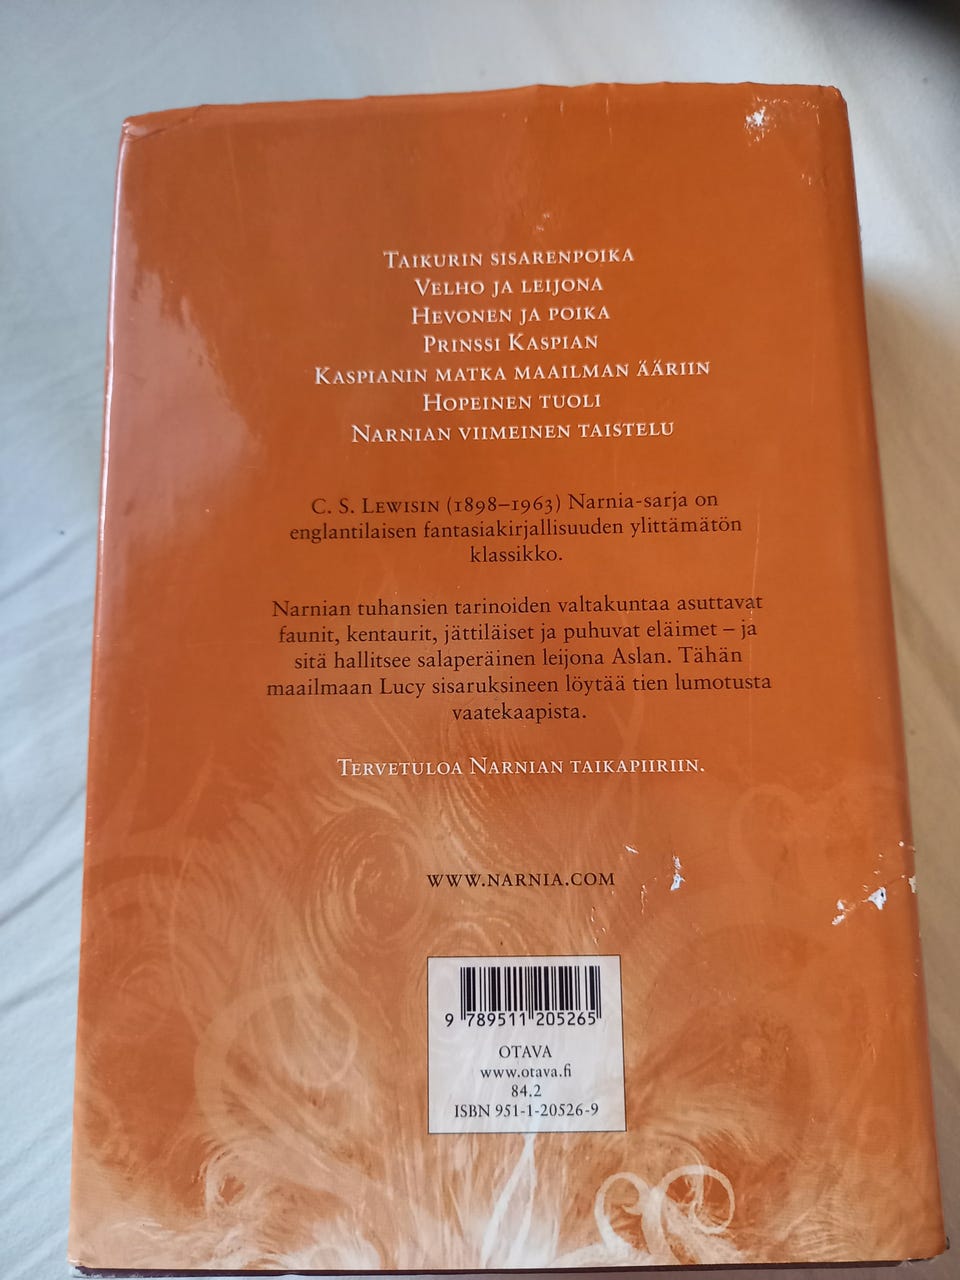 Taikurin sisarenpoika
Velho ja leijona
Hevonen ja poika
Prinssi Kaspian
Kaspianin matka maailman ääriin
Hopeinen tuoli
Narnian viimeinen taistelu
C. S. Lewisin (1898–1963) Narnia-sarja on
englantilaisen fantasiakirjallisuuden ylittämätön
klassikko.
Narnian tuhansien tarinoiden valtakuntaa asuttavat
faunit, kentaurit, jättiläiset ja puhuvat eläimet – ja
sitä hallitsee salaperäinen leijona Aslan. Tähän
maailmaan Lucy sisaruksineen löytää tien lumotusta
vaatekaapista.
Tervetuloa Narnian taikapiiriin.
www.narnia.com
9 789511 205265
OTAVA
www.otava.fi
84.2
ISBN 951-1-20526-9